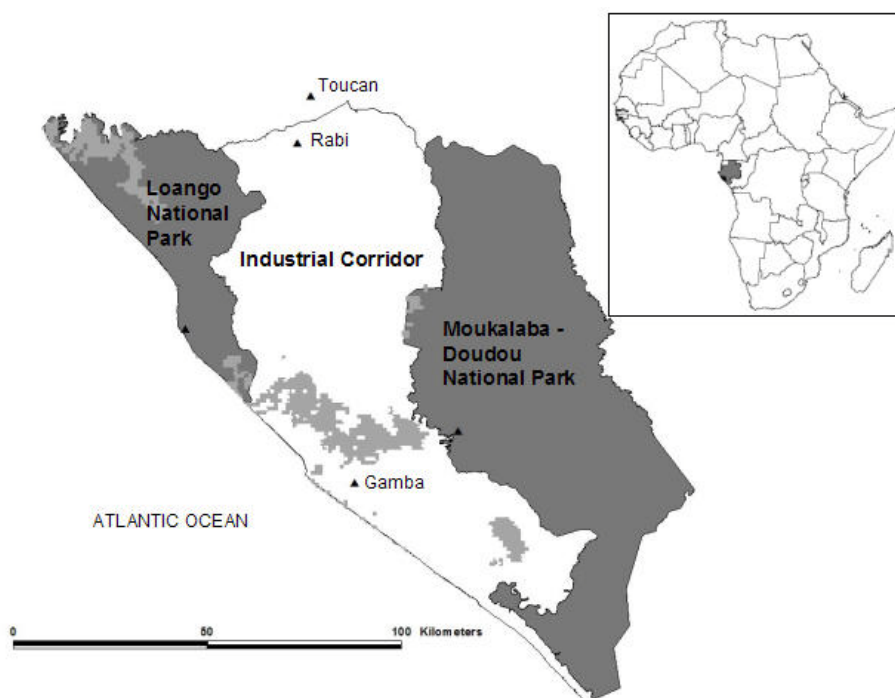 Toucan
Rabi
Loango
National
Park
Industrial Corridor
Moukalaba -
Doudou
National Park
Gamba
ATLANTIC OCEAN
0 50 100 Kilometers